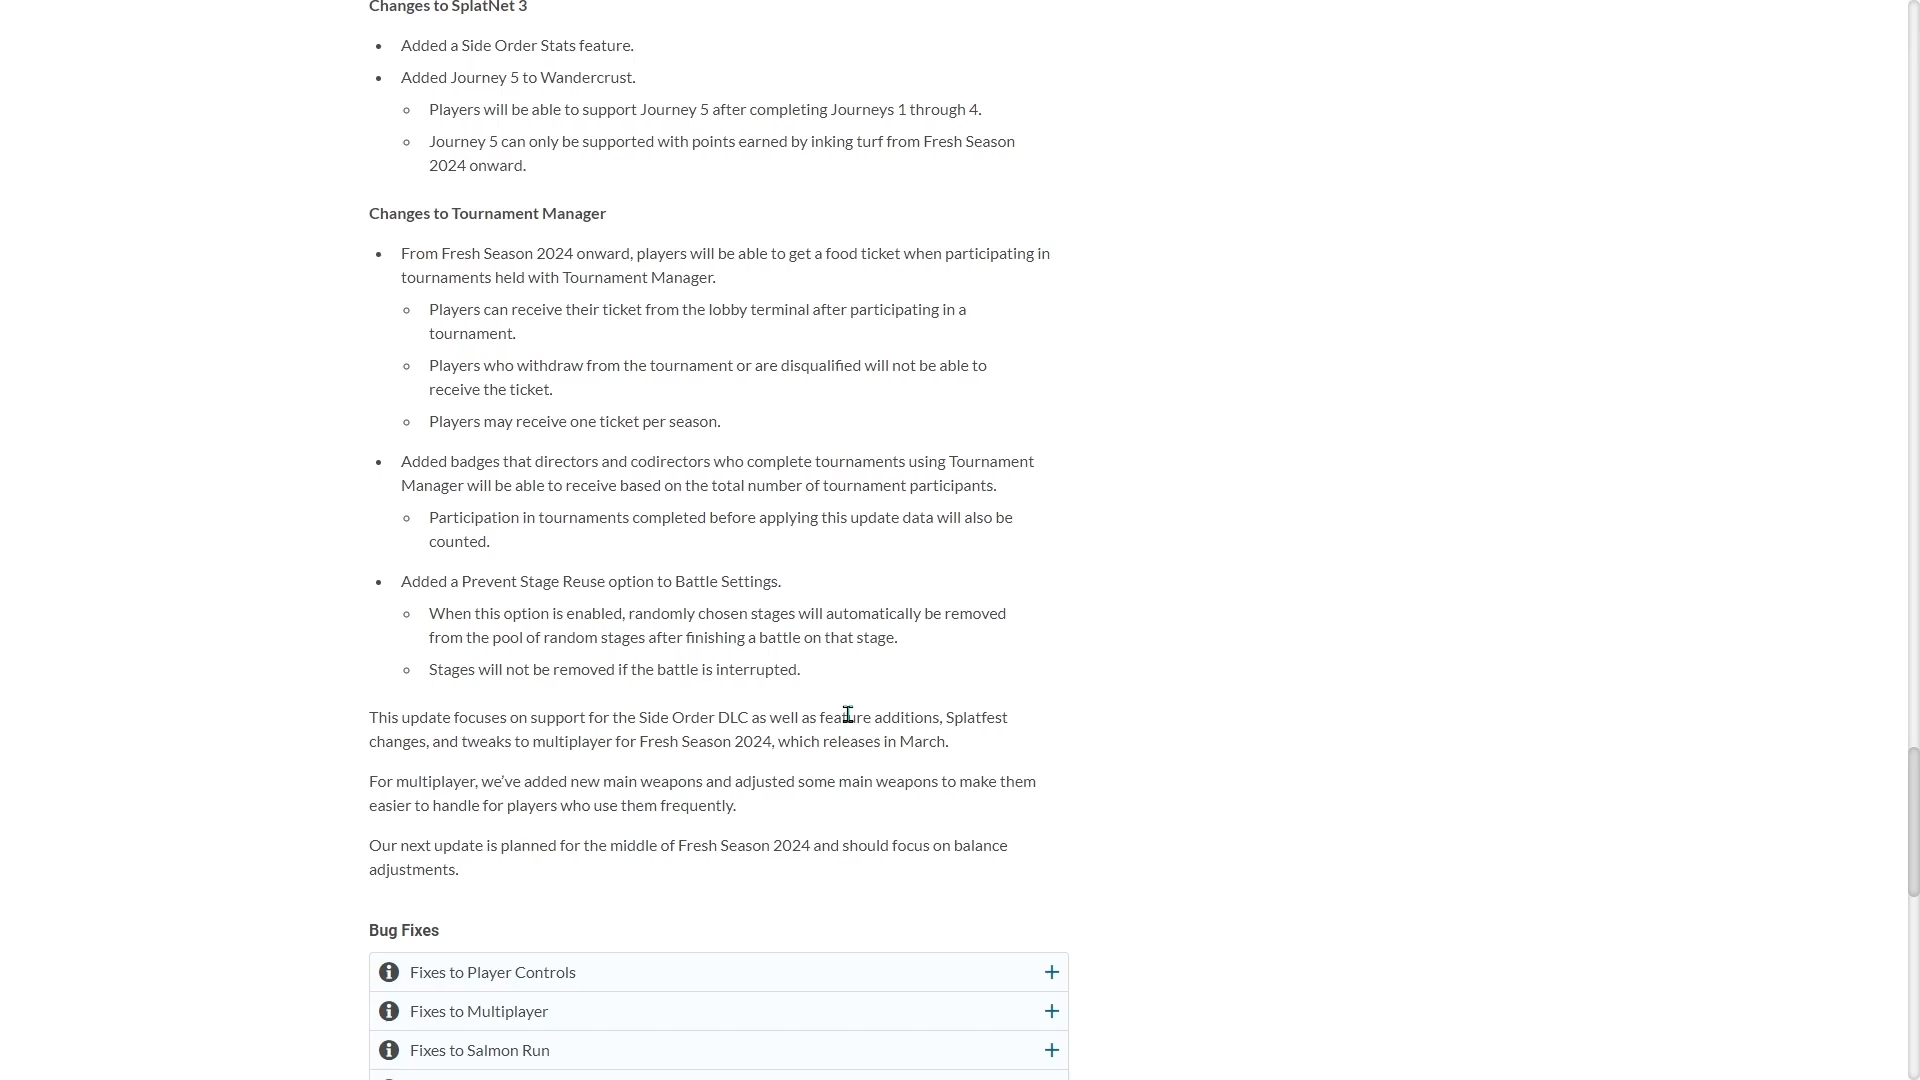 Changes to SplatNet 3
• Added a Side Order Stats feature.
• Added Journey 5 to Wandercrust.
◦ Players will be able to support Journey 5 after completing Journeys 1 through 4.
◦ Journey 5 can only be supported with points earned by inking turf from Fresh Season
2024 onward.
Changes to Tournament Manager
• From Fresh Season 2024 onward, players will be able to get a food ticket when participating in
tournaments held with Tournament Manager.
◦ Players can receive their ticket from the lobby terminal after participating in a
tournament.
◦ Players who withdraw from the tournament or are disqualified will not be able to
receive the ticket.
◦ Players may receive one ticket per season.
• Added badges that directors and codirectors who complete tournaments using Tournament
Manager will be able to receive based on the total number of tournament participants.
◦ Participation in tournaments completed before applying this update data will also be
counted.
• Added a Prevent Stage Reuse option to Battle Settings.
◦ When this option is enabled, randomly chosen stages will automatically be removed
from the pool of random stages after finishing a battle on that stage.
◦ Stages will not be removed if the battle is interrupted.
This update focuses on support for the Side Order DLC as well as feature additions, Splatfest
changes, and tweaks to multiplayer for Fresh Season 2024, which releases in March.
For multiplayer, we’ve added new main weapons and adjusted some main weapons to make them
easier to handle for players who use them frequently.
Our next update is planned for the middle of Fresh Season 2024 and should focus on balance
adjustments.
Bug Fixes
Fixes to Player Controls
Fixes to Multiplayer
Fixes to Salmon Run